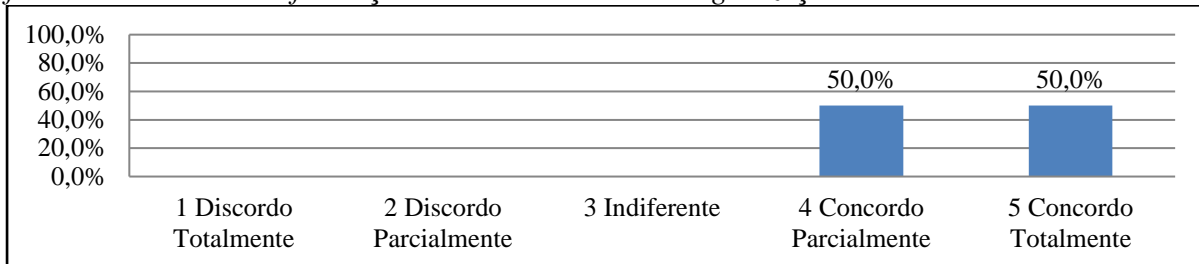 100,0%
80,0%
60,0%
40,0%
20,0%
0,0%
50,0% 50,0%
1 Discordo Totalmente
2 Discordo Parcialmente
3 Indiferente
4 Concordo Parcialmente
5 Concordo Totalmente